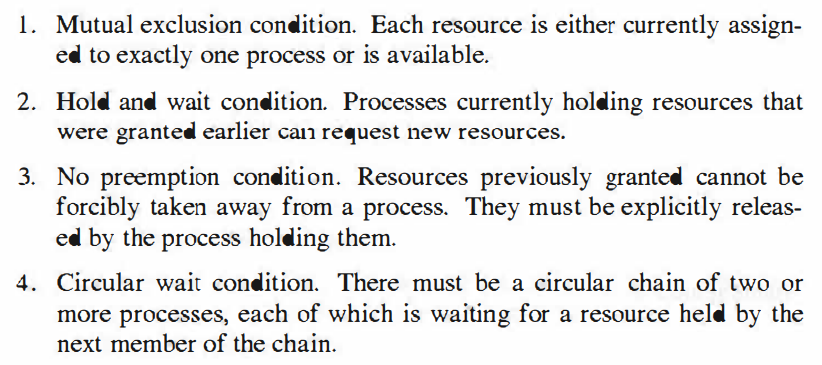 1. Mutual exclusion condition. Each resource is either currently assign-
ed to exactly one process or is available.
2. Hold and wait condition. Processes currently holding resources that
were granted earlier can request new resources.
3. No preemption condition. Resources previously granted cannot be
forcibly taken away from a process. They must be explicitly releas-
ed by the process holding them.
4. Circular wait condition. There must be a circular chain of two or
more processes, each of which is waiting for a resource held by the
next member of the chain.